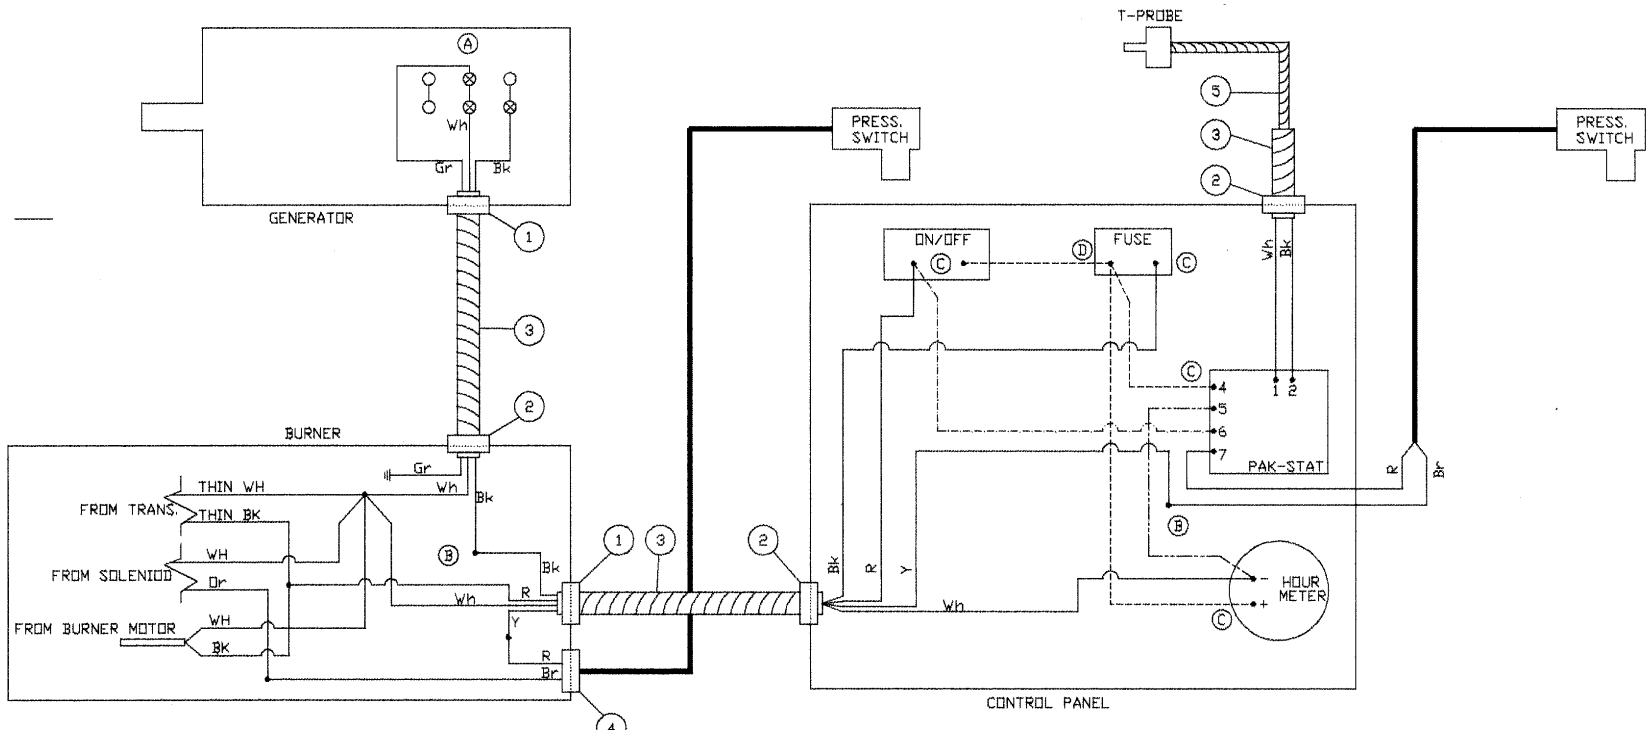 T-PROBE
A
5
PRESS.
SWITCH
PRESS.
SWITCH
3
Wh
Gr
Bk
2
GENERATOR
1
ON/OFF
C
D
FUSE
C
Wh
Bk
3
C
4
1 2
5
6
7
PAK-STAT
2
BURNER
Gr
Wh
Bk
THIN WH
FROM TRANS.
THIN BK
R
Br
B
B
WH
FROM SOLENIOD
Or
Bk
1
3
2
Bk
R
Y
R
Wh
Wh
HOUR
METER
-
+
C
WH
FROM BURNER MOTOR
BK
Y
R
Br
CONTROL PANEL
4